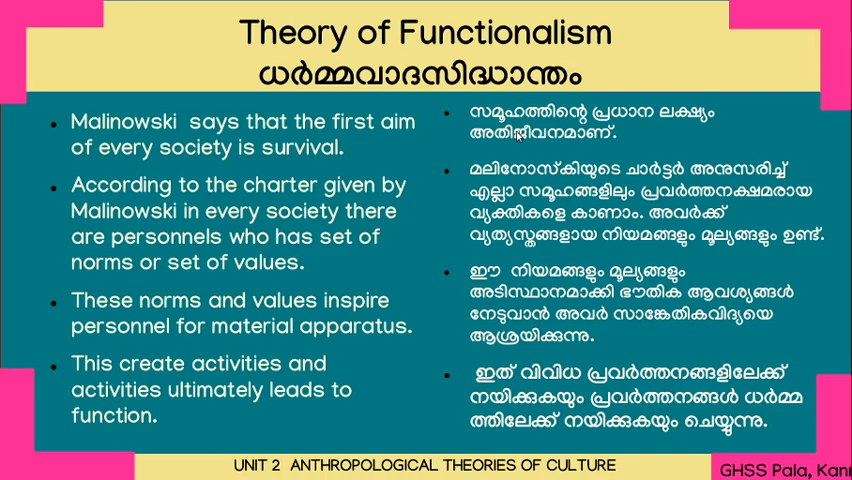 Theory of Functionalism
ധർമ്മവാദസിദ്ധാന്തം
Malinowski says that the first aim
of every society is survival.
According to the charter given by
Malinowski in every society there
are personnels who has set of
norms or set of values.
These norms and values inspire
personnel for material apparatus.
This create activities and
activities ultimately leads to
function.
സമൂഹത്തിന്റെ പ്രധാന ലക്ഷ്യം
അതിജീവനമാണ്.
മലിനോസ്കിയുടെ ചാർട്ടർ അനുസരിച്ച്
എല്ലാ സമൂഹങ്ങളിലും പ്രവർത്തനക്ഷമരായ
വ്യക്തികളെ കാണാം. അവർക്ക്
വ്യത്യസ്തങ്ങളായ നിയമങ്ങളും മൂല്യങ്ങളും ഉണ്ട്.
ഈ നിയമങ്ങളും മൂല്യങ്ങളും
അടിസ്ഥാനമാക്കി ഭൗതിക ആവശ്യങ്ങൾ
നേടുവാൻ അവർ സാങ്കേതികവിദ്യയെ
ആശ്രയിക്കുന്നു.
ഇത് വിവിധ പ്രവർത്തനങ്ങളിലേക്ക്
നയിക്കുകയും പ്രവർത്തനങ്ങൾ ധർമ്മ
ത്തിലേക്ക് നയിക്കുകയും ചെയ്യുന്നു.
UNIT 2 ANTHROPOLOGICAL THEORIES OF CULTURE
GHSS Pala,